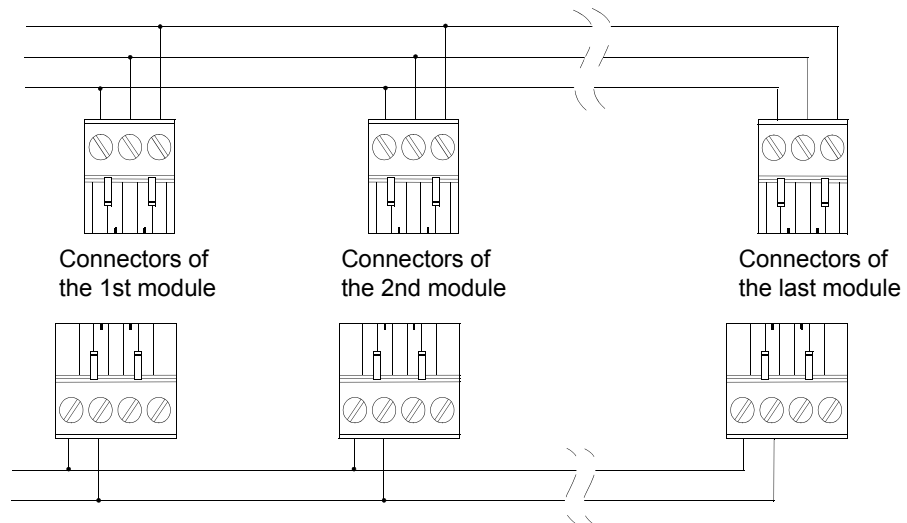 Connectors of
the 1st module
Connectors of
the 2nd module
Connectors of
the last module